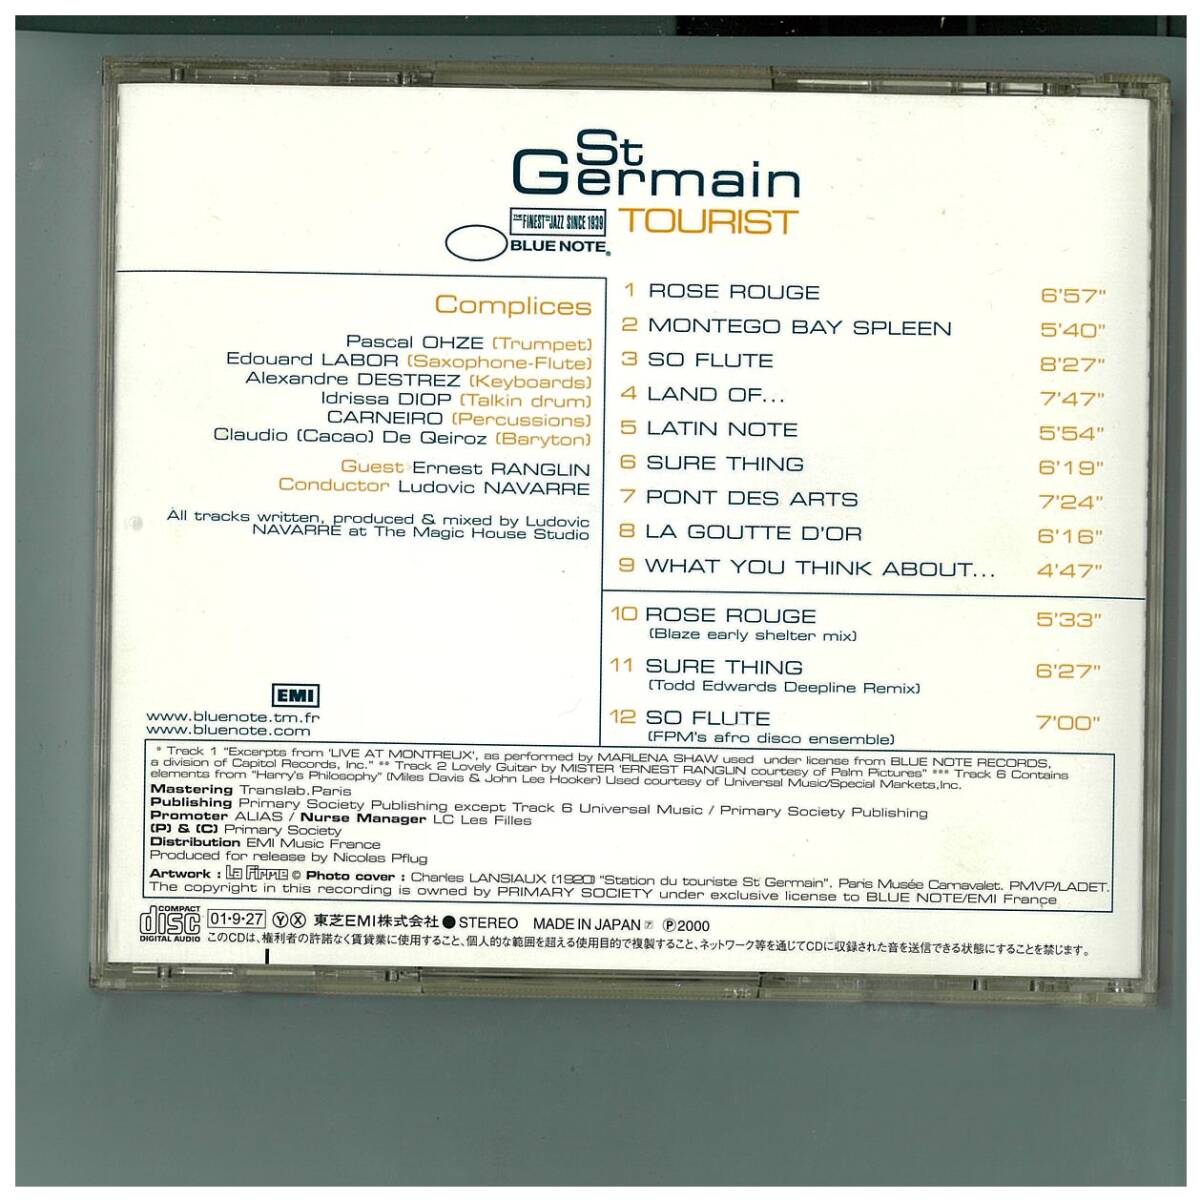 St
Germain
THE FINEST IN JAZZ SINCE 1939
BLUE NOTE®
TOURIST
Complices
Pascal OHZE (Trumpet)
Edouard LABOR (Saxophone-Flute)
Alexandre DESTREZ (Keyboards)
Idrissa DIOP (Talkin drum)
CARNEIRO (Percussions)
Claudio (Cacao) De Qeiroz (Baryton)
Guest Ernest RANGLIN
Conductor Ludovic NAVARRE
All tracks written, produced & mixed by Ludovic
NAVARRE at The Magic House Studio
1 ROSE ROUGE 6'57"
2 MONTEGO BAY SPLEEN 5'40"
3 SO FLUTE 8'27"
4 LAND OF... 7'47"
5 LATIN NOTE 5'54"
6 SURE THING 6'19"
7 PONT DES ARTS 7'24"
8 LA GOUTTE D'OR 6'16"
9 WHAT YOU THINK ABOUT... 4'47"
10 ROSE ROUGE 5'33"
(Blaze early shelter mix)
11 SURE THING 6'27"
(Todd Edwards Deepline Remix)
12 SO FLUTE 7'00"
(FPM's afro disco ensemble)
EMI
www.bluenote.tm.fr
www.bluenote.com
* Track 1 "Excerpts from 'LIVE AT MONTREUX', as performed by MARLENA SHAW used under license from BLUE NOTE RECORDS,
a division of Capitol Records, Inc." ** Track 2 Lovely Guitar by MISTER 'ERNEST RANGLIN courtesy of Palm Pictures" *** Track 6 Contains
elements from "Harry's Philosophy" (Miles Davis & John Lee Hooker) Used courtesy of Universal Music/Special Markets,Inc.
Mastering Translab.Paris
Publishing Primary Society Publishing except Track 6 Universal Music / Primary Society Publishing
Promoter ALIAS / Nurse Manager LC Les Filles
(P) & (C) Primary Society
Distribution EMI Music France
Produced for release by Nicolas Pflug
Artwork : La Femme © Photo cover : Charles LANSIAUX (1920) "Station du touriste St Germain". Paris Musée Carnavalet. PMVP/LADET.
The copyright in this recording is owned by PRIMARY SOCIETY under exclusive license to BLUE NOTE/EMI France
COMPACT disc DIGITAL AUDIO 01・9・27 Ⓨ Ⓧ 東芝EMI株式会社 ●STEREO MADE IN JAPAN ℗2000
このCDは、権利者の許諾なく賃貸業に使用すること、個人的な範囲を超える使用目的で複製すること、ネットワーク等を通じてCDに収録された音を送信できる状態にすることを禁じます。